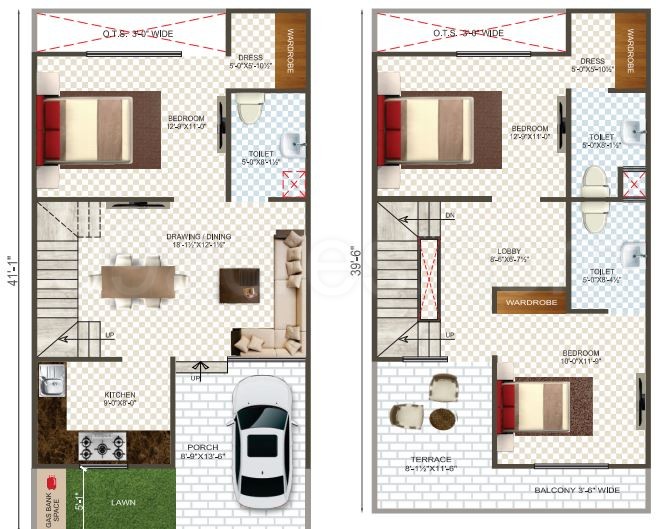 O.T.S. 3'-0" WIDE
DRESS
5'-0"X5'-10½"
WARDROBE
BEDROOM
12'-9"X11'-0"
TOILET
5'-0"X8'-1½"
DRAWING / DINING
18'-1½"X12'-1½"
41'-1"
UP
KITCHEN
9'-0"X8'-0"
UP
PORCH
8'-9"X13'-6"
GAS BANK
SPACE
5'-1"
LAWN
O.T.S. 3'-0" WIDE
DRESS
5'-0"X5'-10½"
WARDROBE
BEDROOM
12'-9"X11'-0"
TOILET
5'-0"X8'-1½"
DN
LOBBY
8'-6"X6'-7½"
39'-6"
TOILET
5'-0"X8'-4½"
WARDROBE
UP
BEDROOM
10'-0"X11'-9"
TERRACE
8'-1½"X11'-6"
BALCONY 3'-6" WIDE